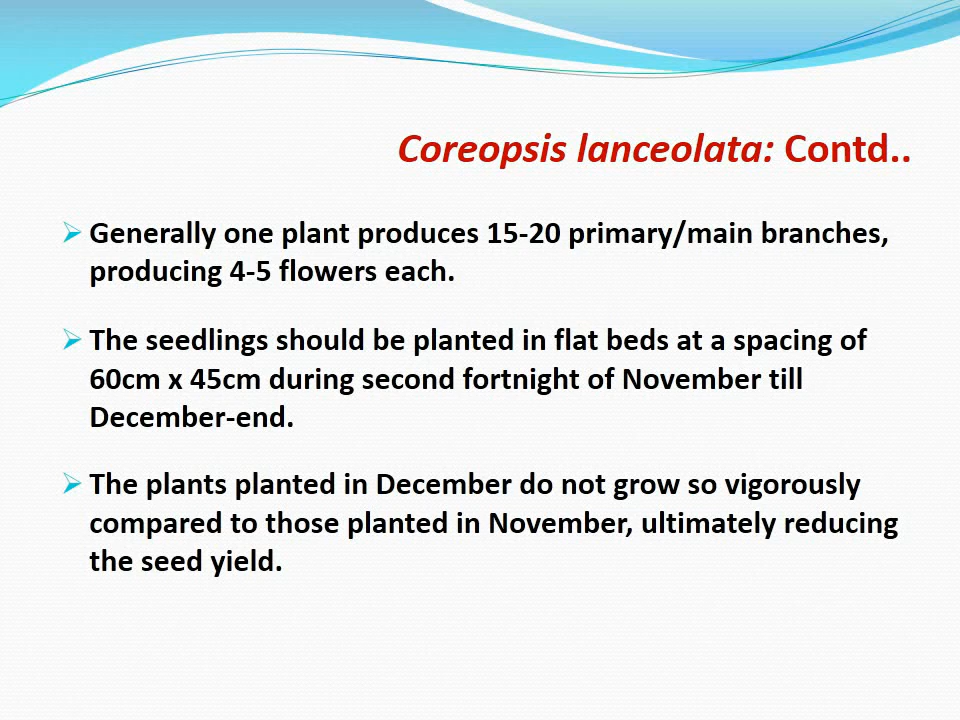 Coreopsis lanceolata: Contd..
Generally one plant produces 15-20 primary/main branches,
producing 4-5 flowers each.
The seedlings should be planted in flat beds at a spacing of
60cm x 45cm during second fortnight of November till
December-end.
The plants planted in December do not grow so vigorously
compared to those planted in November, ultimately reducing
the seed yield.